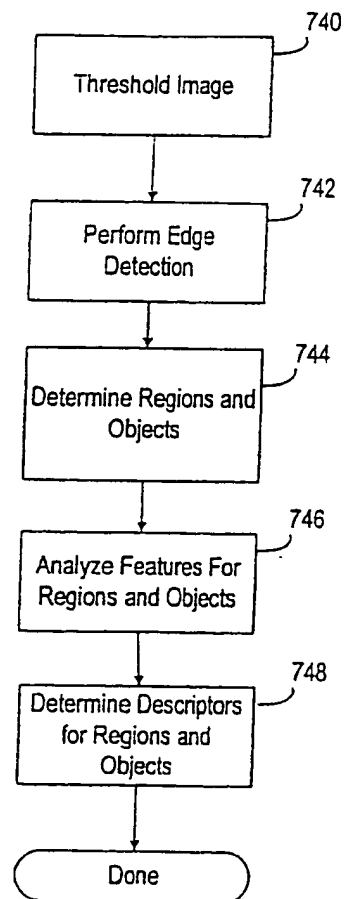 740
Threshold Image
742
Perform Edge
Detection
744
Determine Regions and
Objects
746
Analyze Features For
Regions and Objects
748
Determine Descriptors
for Regions and
Objects
Done